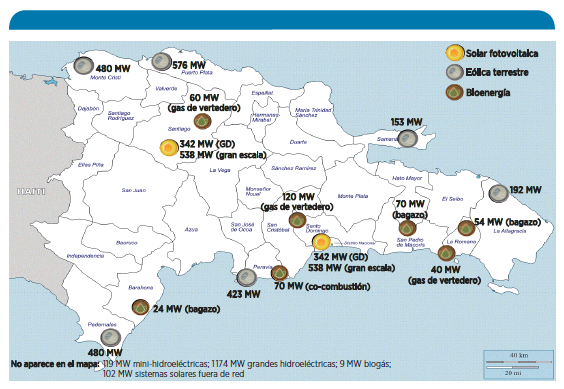 Solar fotovoltaica
Eólica terrestre
Bioenergía
480 MW
Monte Cristi
576 MW
Puerto Plata
Valverde
60 MW
(gas de vertedero)
Espaillat
María Trinidad
Sánchez
Hermanas
Mirabal
Dajabón
Santiago
Rodríguez
Santiago
342 MW (GD)
538 MW (gran escala)
Duarte
153 MW
Samaná
Elías Piña
HAITI
San Juan
La Vega
Sánchez Ramírez
Monseñor
Nouel
Monte Plata
Hato Mayor
El Seibo
192 MW
La Altagracia
120 MW
(gas de vertedero)
70 MW
(bagazo)
54 MW (bagazo)
San Pedro
de Macorís
La Romana
40 MW
(gas de vertedero)
Azua
San José
de Ocoa
San
Cristóbal
Santo
Domingo
Distrito Nacional
342 MW (GD)
538 MW (gran escala)
Baoruco
Independencia
Peravia
423 MW
70 MW (co-combustión)
Barahona
24 MW (bagazo)
Pedernales
480 MW
No aparece en el mapa: 119 MW mini-hidroeléctricas; 1174 MW grandes hidroeléctricas; 9 MW biogás;
102 MW sistemas solares fuera de red
40 km
20 mi